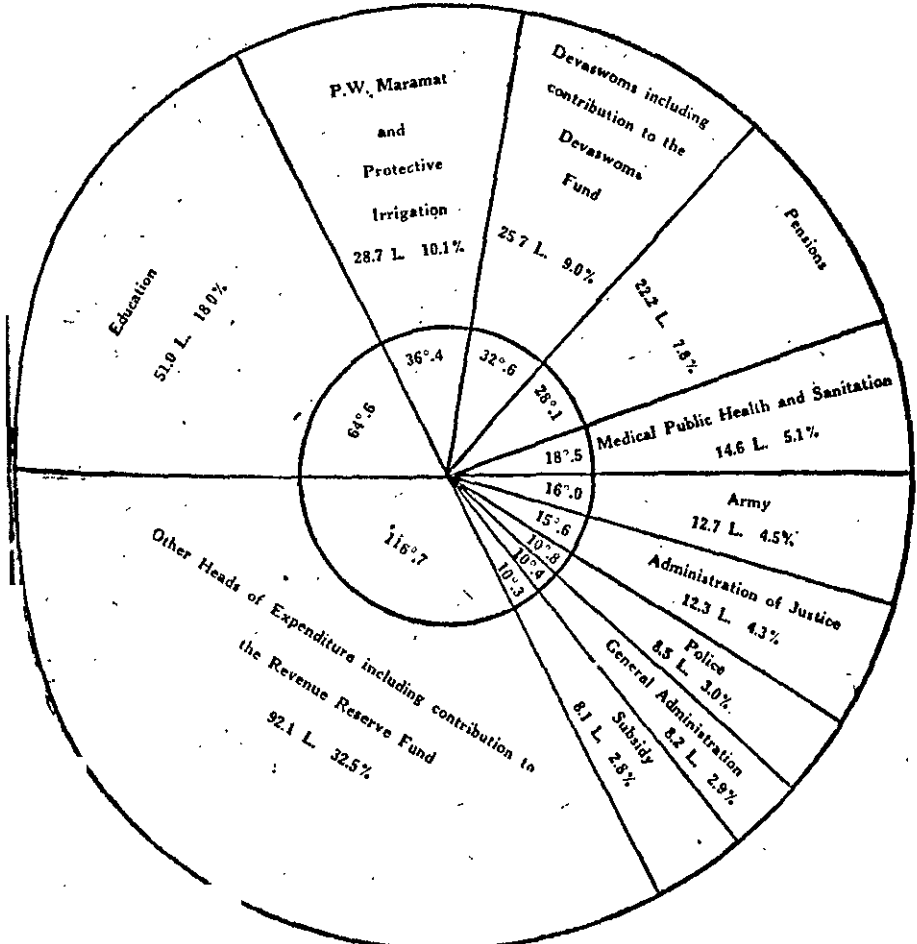 P.W. Maramat
and
Protective
Irrigation
28.7 L. 10.1%
36°.4
Devaswoms including
contribution to the
Devaswoms
Fund
25 7 L. 9.0%
32°.6
Pensions
22.2 L. 7.8%
28°.1
Medical Public Health and Sanitation
14.6 L. 5.1%
18°.5
Army
12.7 L. 4.5%
16°.0
Administration of Justice
12.3 L. 4.3%
15°.6
Police
8.5 L. 3.0%
10°.8
General Administration
8.2 L. 2.9%
10°.4
Subsidy
8.1 L. 2.8%
10°.3
Other Heads of Expenditure including contribution to
the Revenue Reserve Fund
92.1 L. 32.5%
116°.7
Education
51.0 L. 18 0%
64°.6